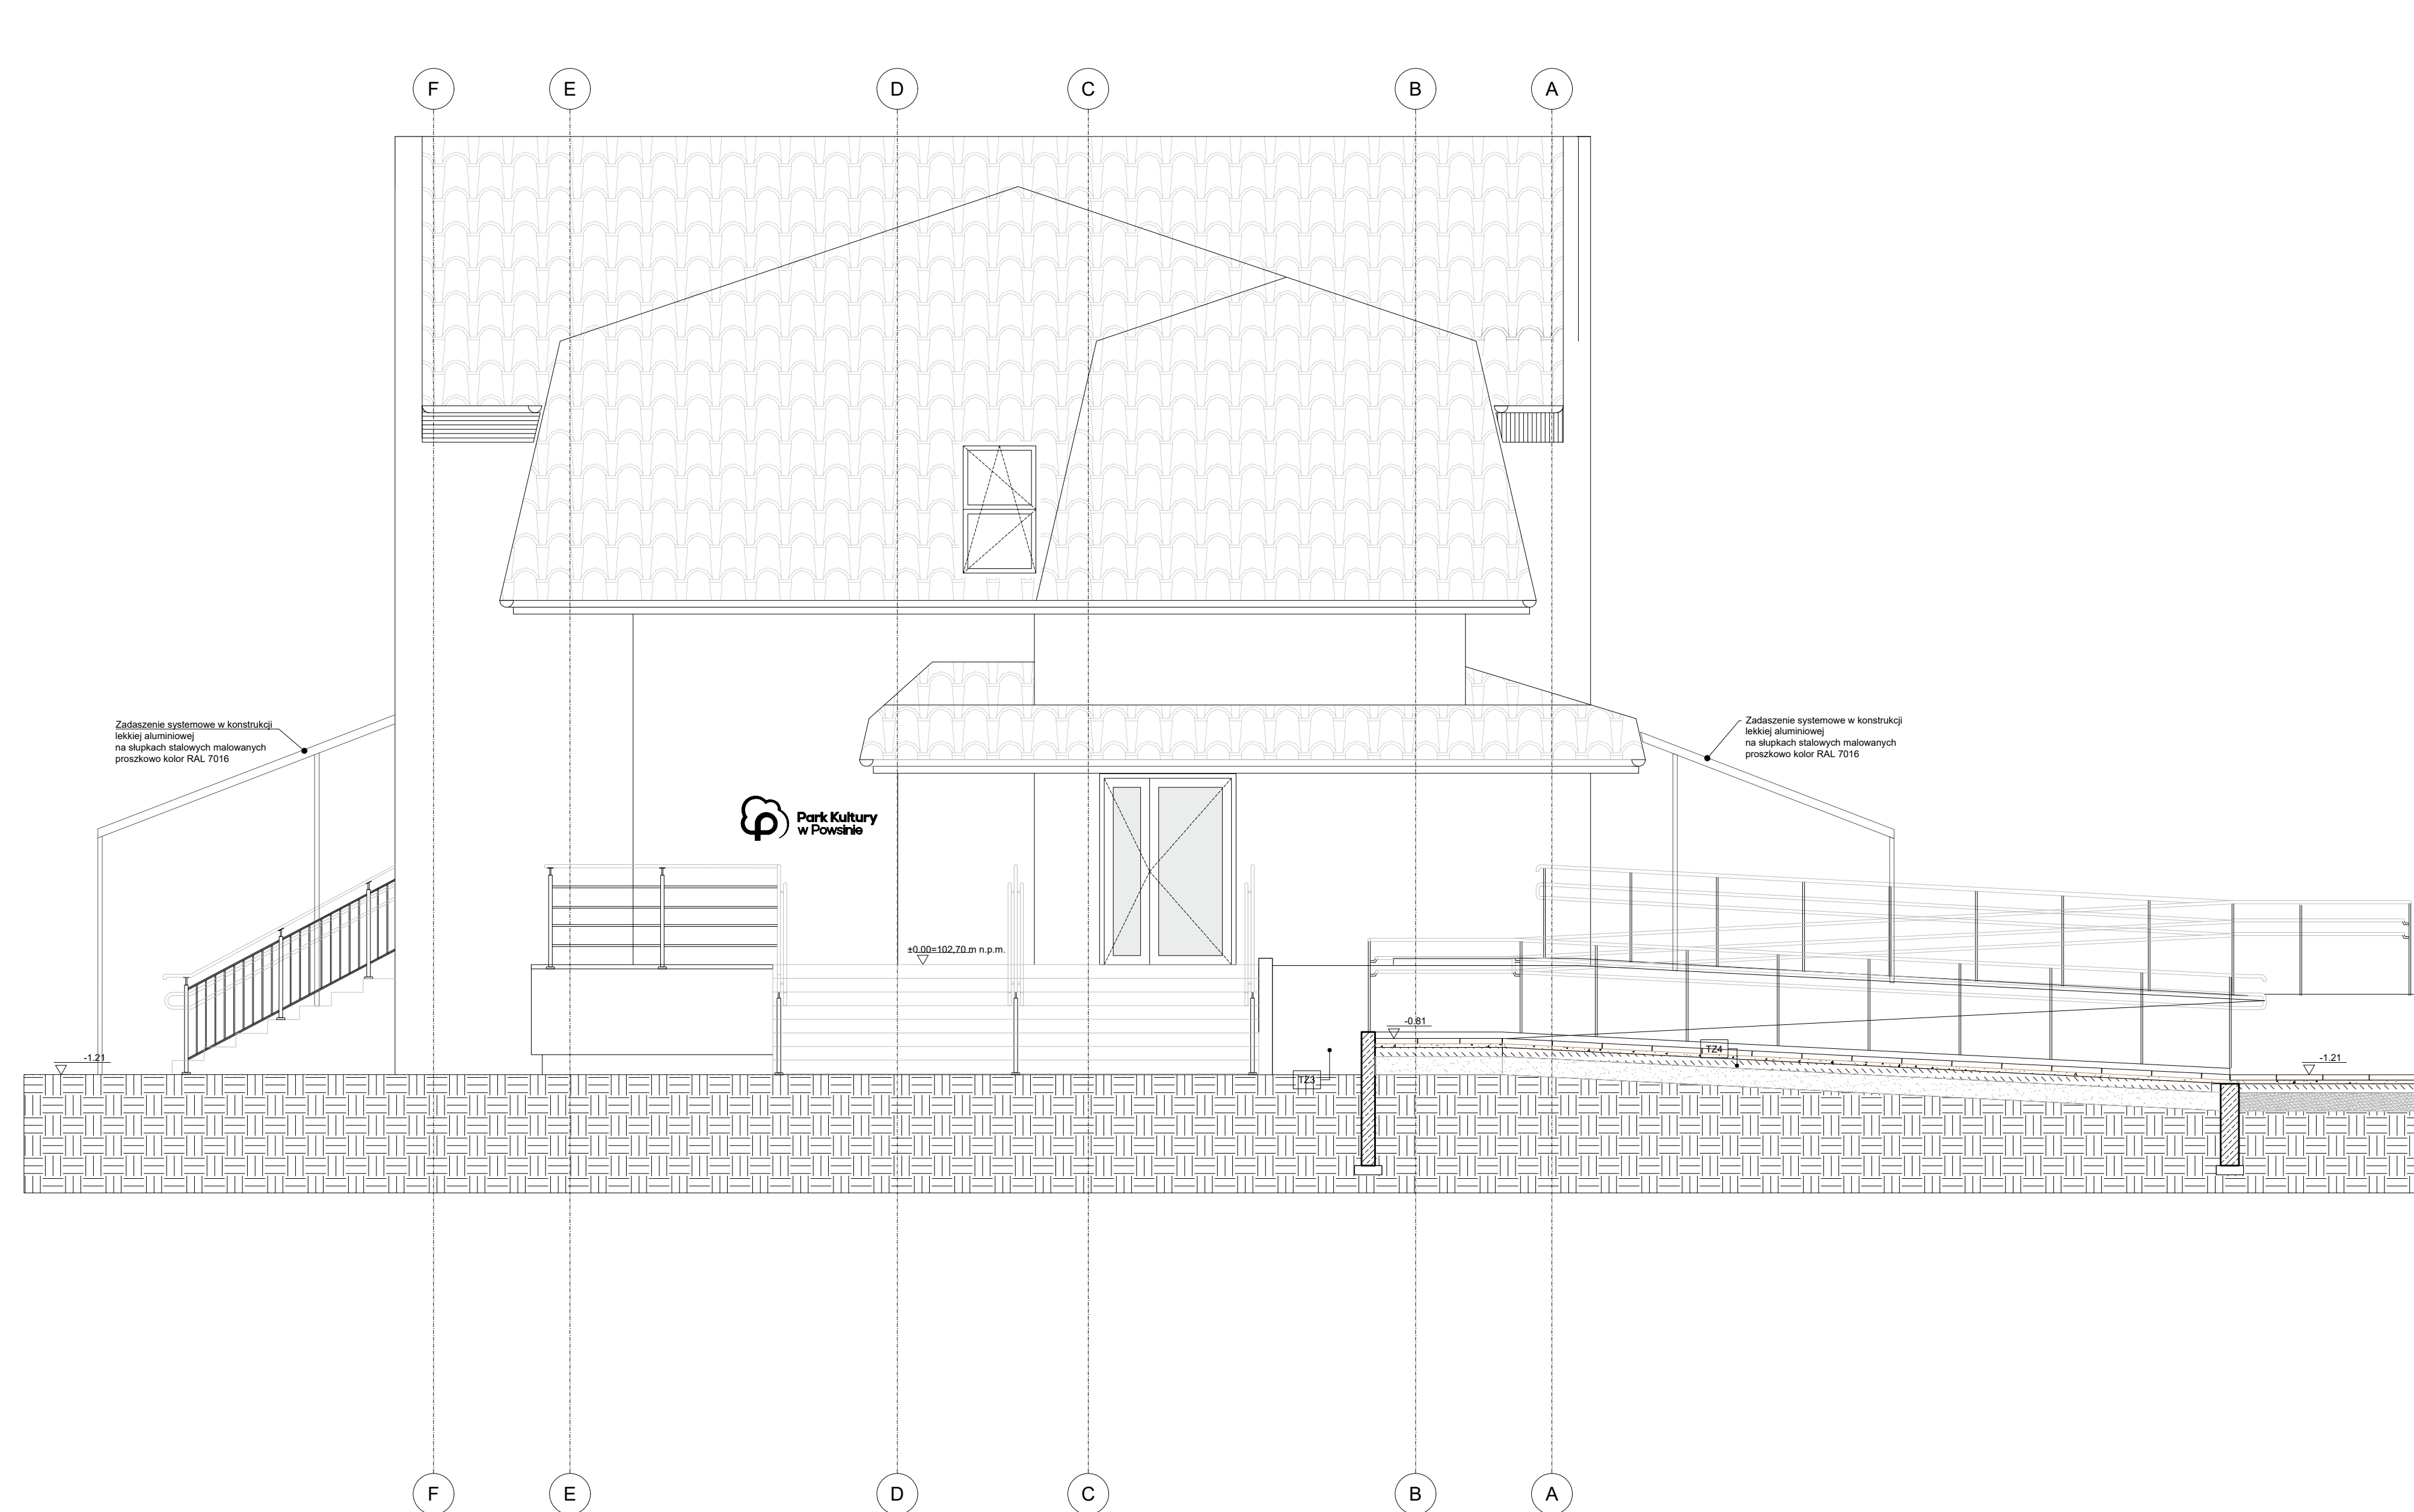 F E D C B A
Zadaszenie systemowe w konstrukcji
lekkiej aluminiowej
na słupkach stalowych malowanych
proszkowo kolor RAL 7016
Zadaszenie systemowe w konstrukcji
lekkiej aluminiowej
na słupkach stalowych malowanych
proszkowo kolor RAL 7016
Park Kultury
w Powsinie
±0,00=102,70 m n.p.m.
-0.81
TZ4
-1.21
-1.21
TZ3
F E D C B A